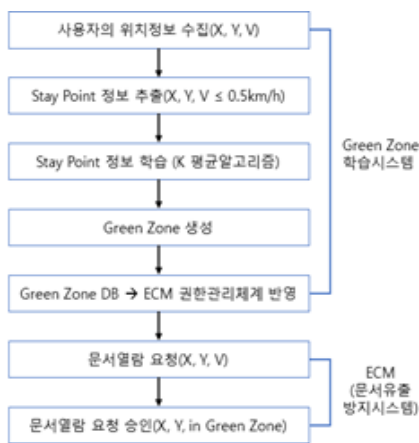 사용자의 위치정보 수집(X, Y, V)
Stay Point 정보 추출(X, Y, V ≤ 0.5km/h)
Stay Point 정보 학습 (K 평균알고리즘)
Green Zone 생성
Green Zone DB → ECM 권한관리체계 반영
Green Zone
학습시스템
문서열람 요청(X, Y, V)
문서열람 요청 승인(X, Y, in Green Zone)
ECM
(문서유출
방지시스템)